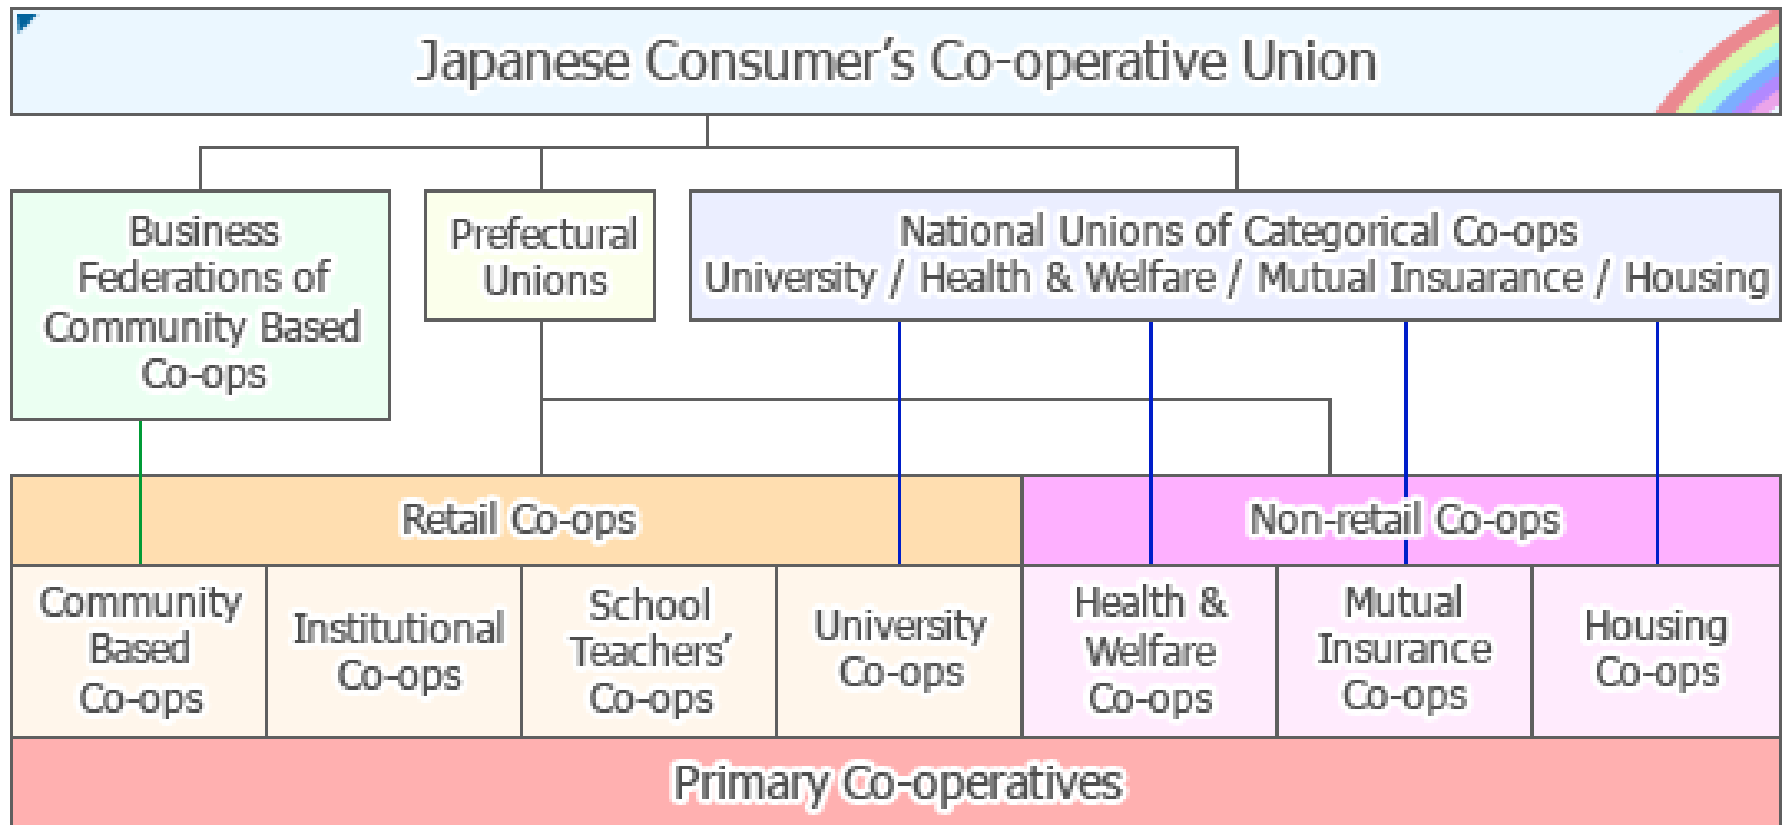 Japanese Consumer’s Co-operative Union
Business
Federations of
Community Based
Co-ops
Prefectural
Unions
National Unions of Categorical Co-ops
University / Health & Welfare / Mutual Insuarance / Housing
Retail Co-ops
Non-retail Co-ops
Community
Based
Co-ops
Institutional
Co-ops
School
Teachers’
Co-ops
University
Co-ops
Health &
Welfare
Co-ops
Mutual
Insurance
Co-ops
Housing
Co-ops
Primary Co-operatives